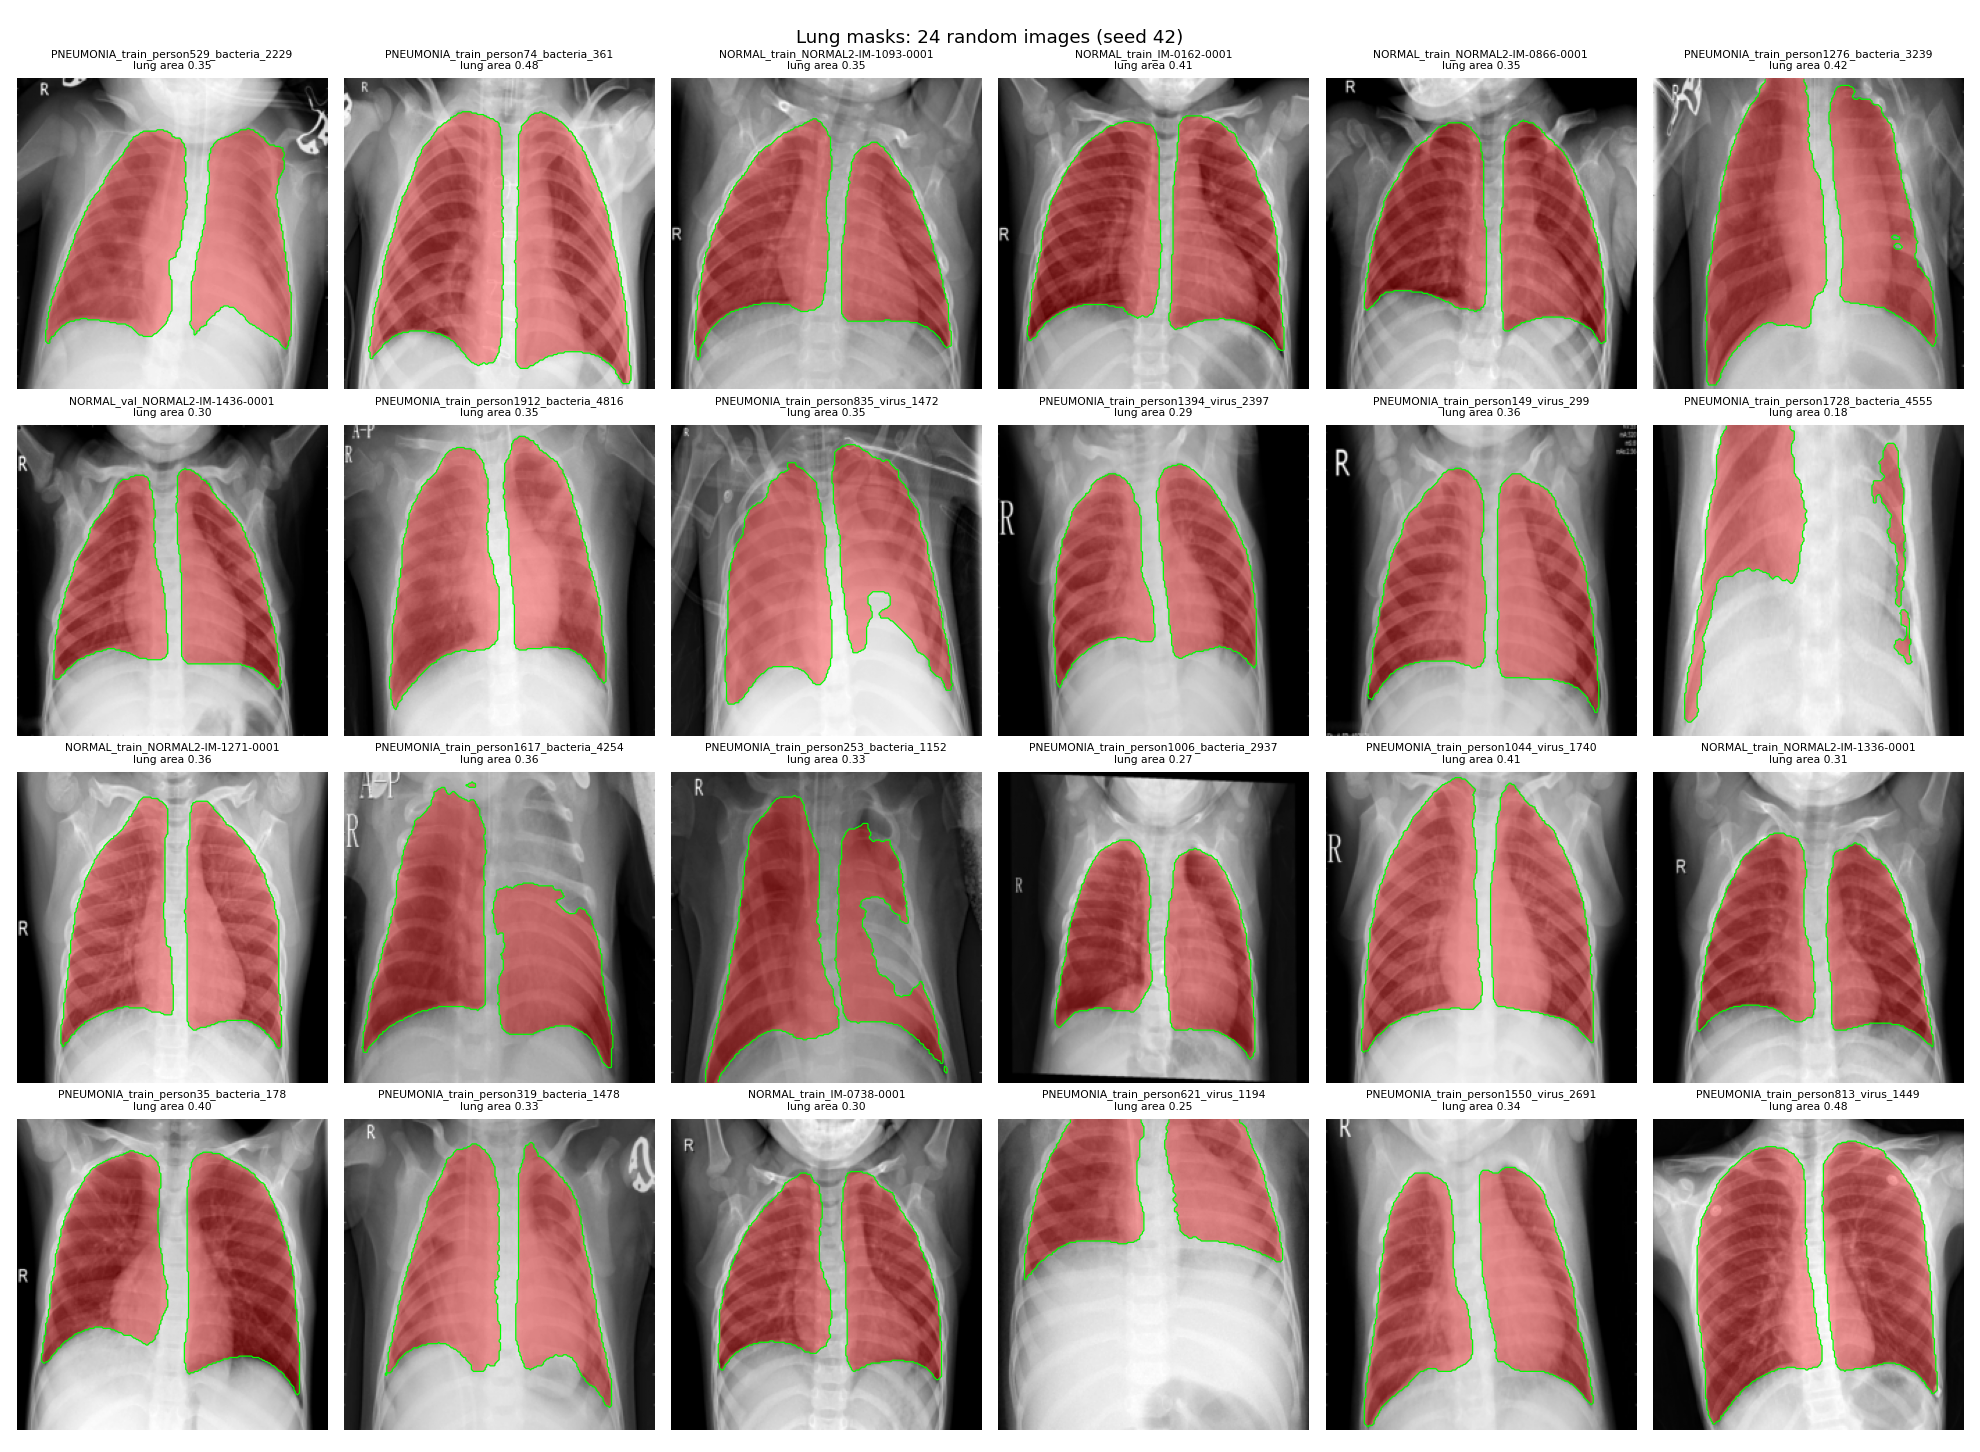 Lung masks: 24 random images (seed 42)
PNEUMONIA_train_person529_bacteria_2229
lung area 0.35
PNEUMONIA_train_person74_bacteria_361
lung area 0.48
NORMAL_train_NORMAL2-IM-1093-0001
lung area 0.35
NORMAL_train_IM-0162-0001
lung area 0.41
NORMAL_train_NORMAL2-IM-0866-0001
lung area 0.35
PNEUMONIA_train_person1276_bacteria_3239
lung area 0.42
R
R
R
R
R
R
NORMAL_val_NORMAL2-IM-1436-0001
lung area 0.30
PNEUMONIA_train_person1912_bacteria_4816
lung area 0.35
PNEUMONIA_train_person835_virus_1472
lung area 0.35
PNEUMONIA_train_person1394_virus_2397
lung area 0.29
PNEUMONIA_train_person149_virus_299
lung area 0.36
PNEUMONIA_train_person1728_bacteria_4555
lung area 0.18
R
A-P
R
R
R
R
NORMAL_train_NORMAL2-IM-1271-0001
lung area 0.36
PNEUMONIA_train_person1617_bacteria_4254
lung area 0.36
PNEUMONIA_train_person253_bacteria_1152
lung area 0.33
PNEUMONIA_train_person1006_bacteria_2937
lung area 0.27
PNEUMONIA_train_person1044_virus_1740
lung area 0.41
NORMAL_train_NORMAL2-IM-1336-0001
lung area 0.31
R
A-P
R
R
R
R
R
PNEUMONIA_train_person35_bacteria_178
lung area 0.40
PNEUMONIA_train_person319_bacteria_1478
lung area 0.33
NORMAL_train_IM-0738-0001
lung area 0.30
PNEUMONIA_train_person621_virus_1194
lung area 0.25
PNEUMONIA_train_person1550_virus_2691
lung area 0.34
PNEUMONIA_train_person813_virus_1449
lung area 0.48
R
R
R
R